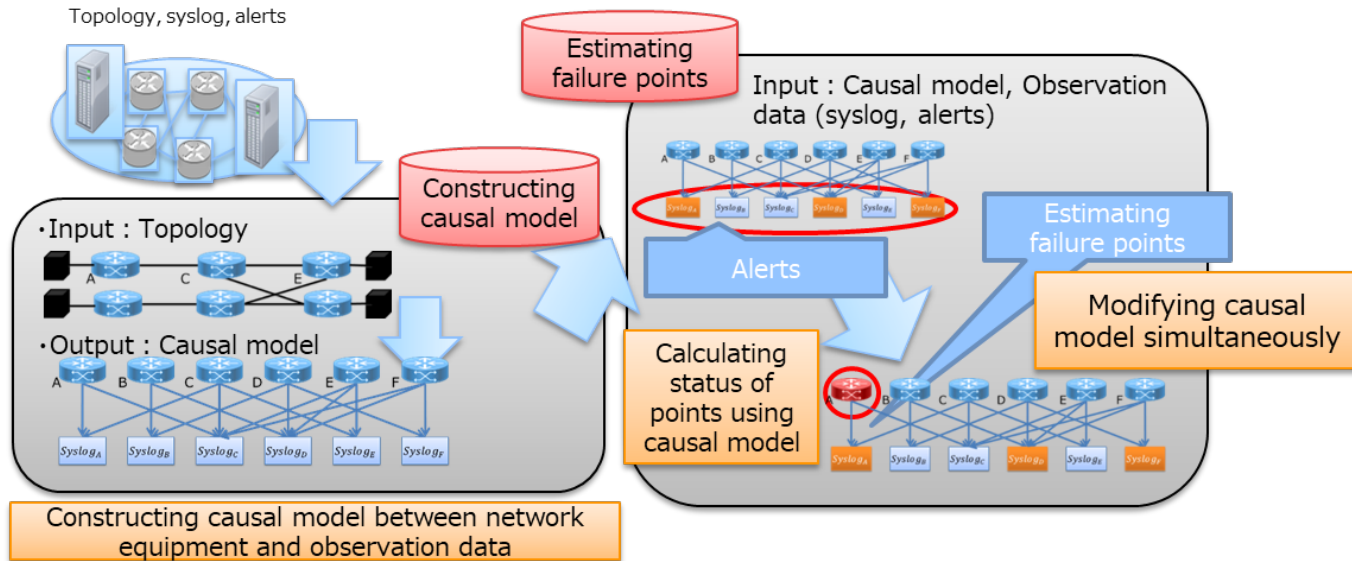 Topology, syslog, alerts
Estimating
failure points
Input : Causal model, Observation
data (syslog, alerts)
A B C D E F
Syslog_A Syslog_B Syslog_C Syslog_D Syslog_E Syslog_F
Alerts
Estimating
failure points
Constructing
causal model
・Input : Topology
A C E
・Output : Causal model
A B C D E F
Syslog_A Syslog_B Syslog_C Syslog_D Syslog_E Syslog_F
Constructing causal model between network
equipment and observation data
Calculating
status of
points using
causal model
Modifying causal
model simultaneously
A B C D E F
Syslog_A Syslog_B Syslog_C Syslog_D Syslog_E Syslog_F